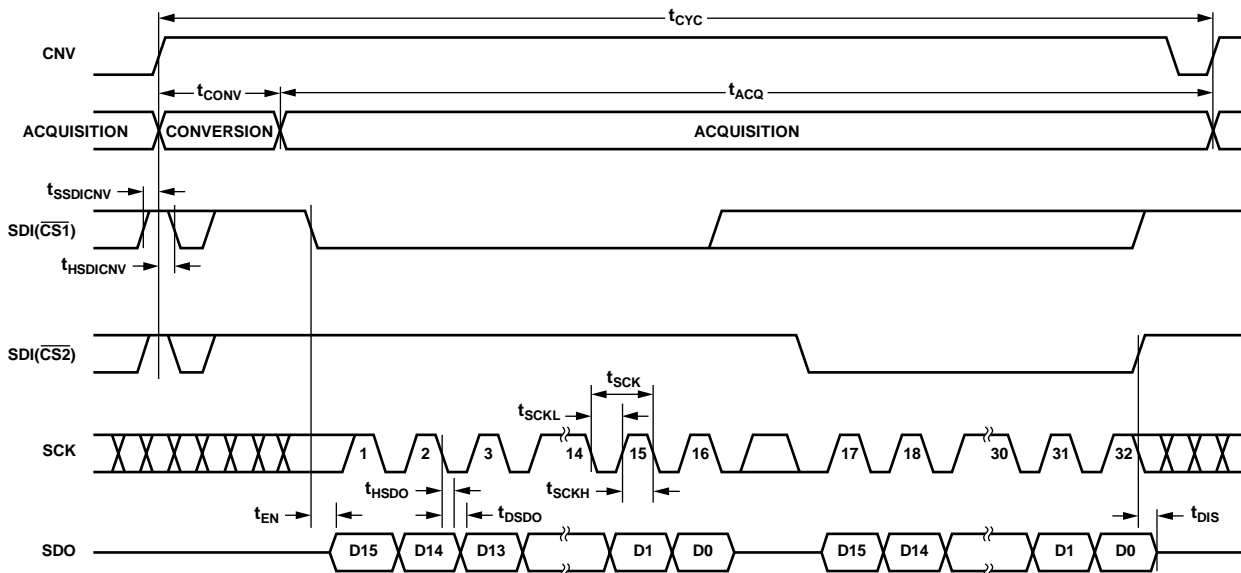 tCYC
CNV
tCONV
tACQ
ACQUISITION
CONVERSION
ACQUISITION
tSSDICNV
SDI(CS1)
tHSDICNV
SDI(CS2)
tSCK
tSCKL
SCK
1 2 3 14 15 16 17 18 30 31 32
tHSDO
tSCKH
tEN
tDSDO
tDIS
SDO
D15 D14 D13 D1 D0 D15 D14 D1 D0